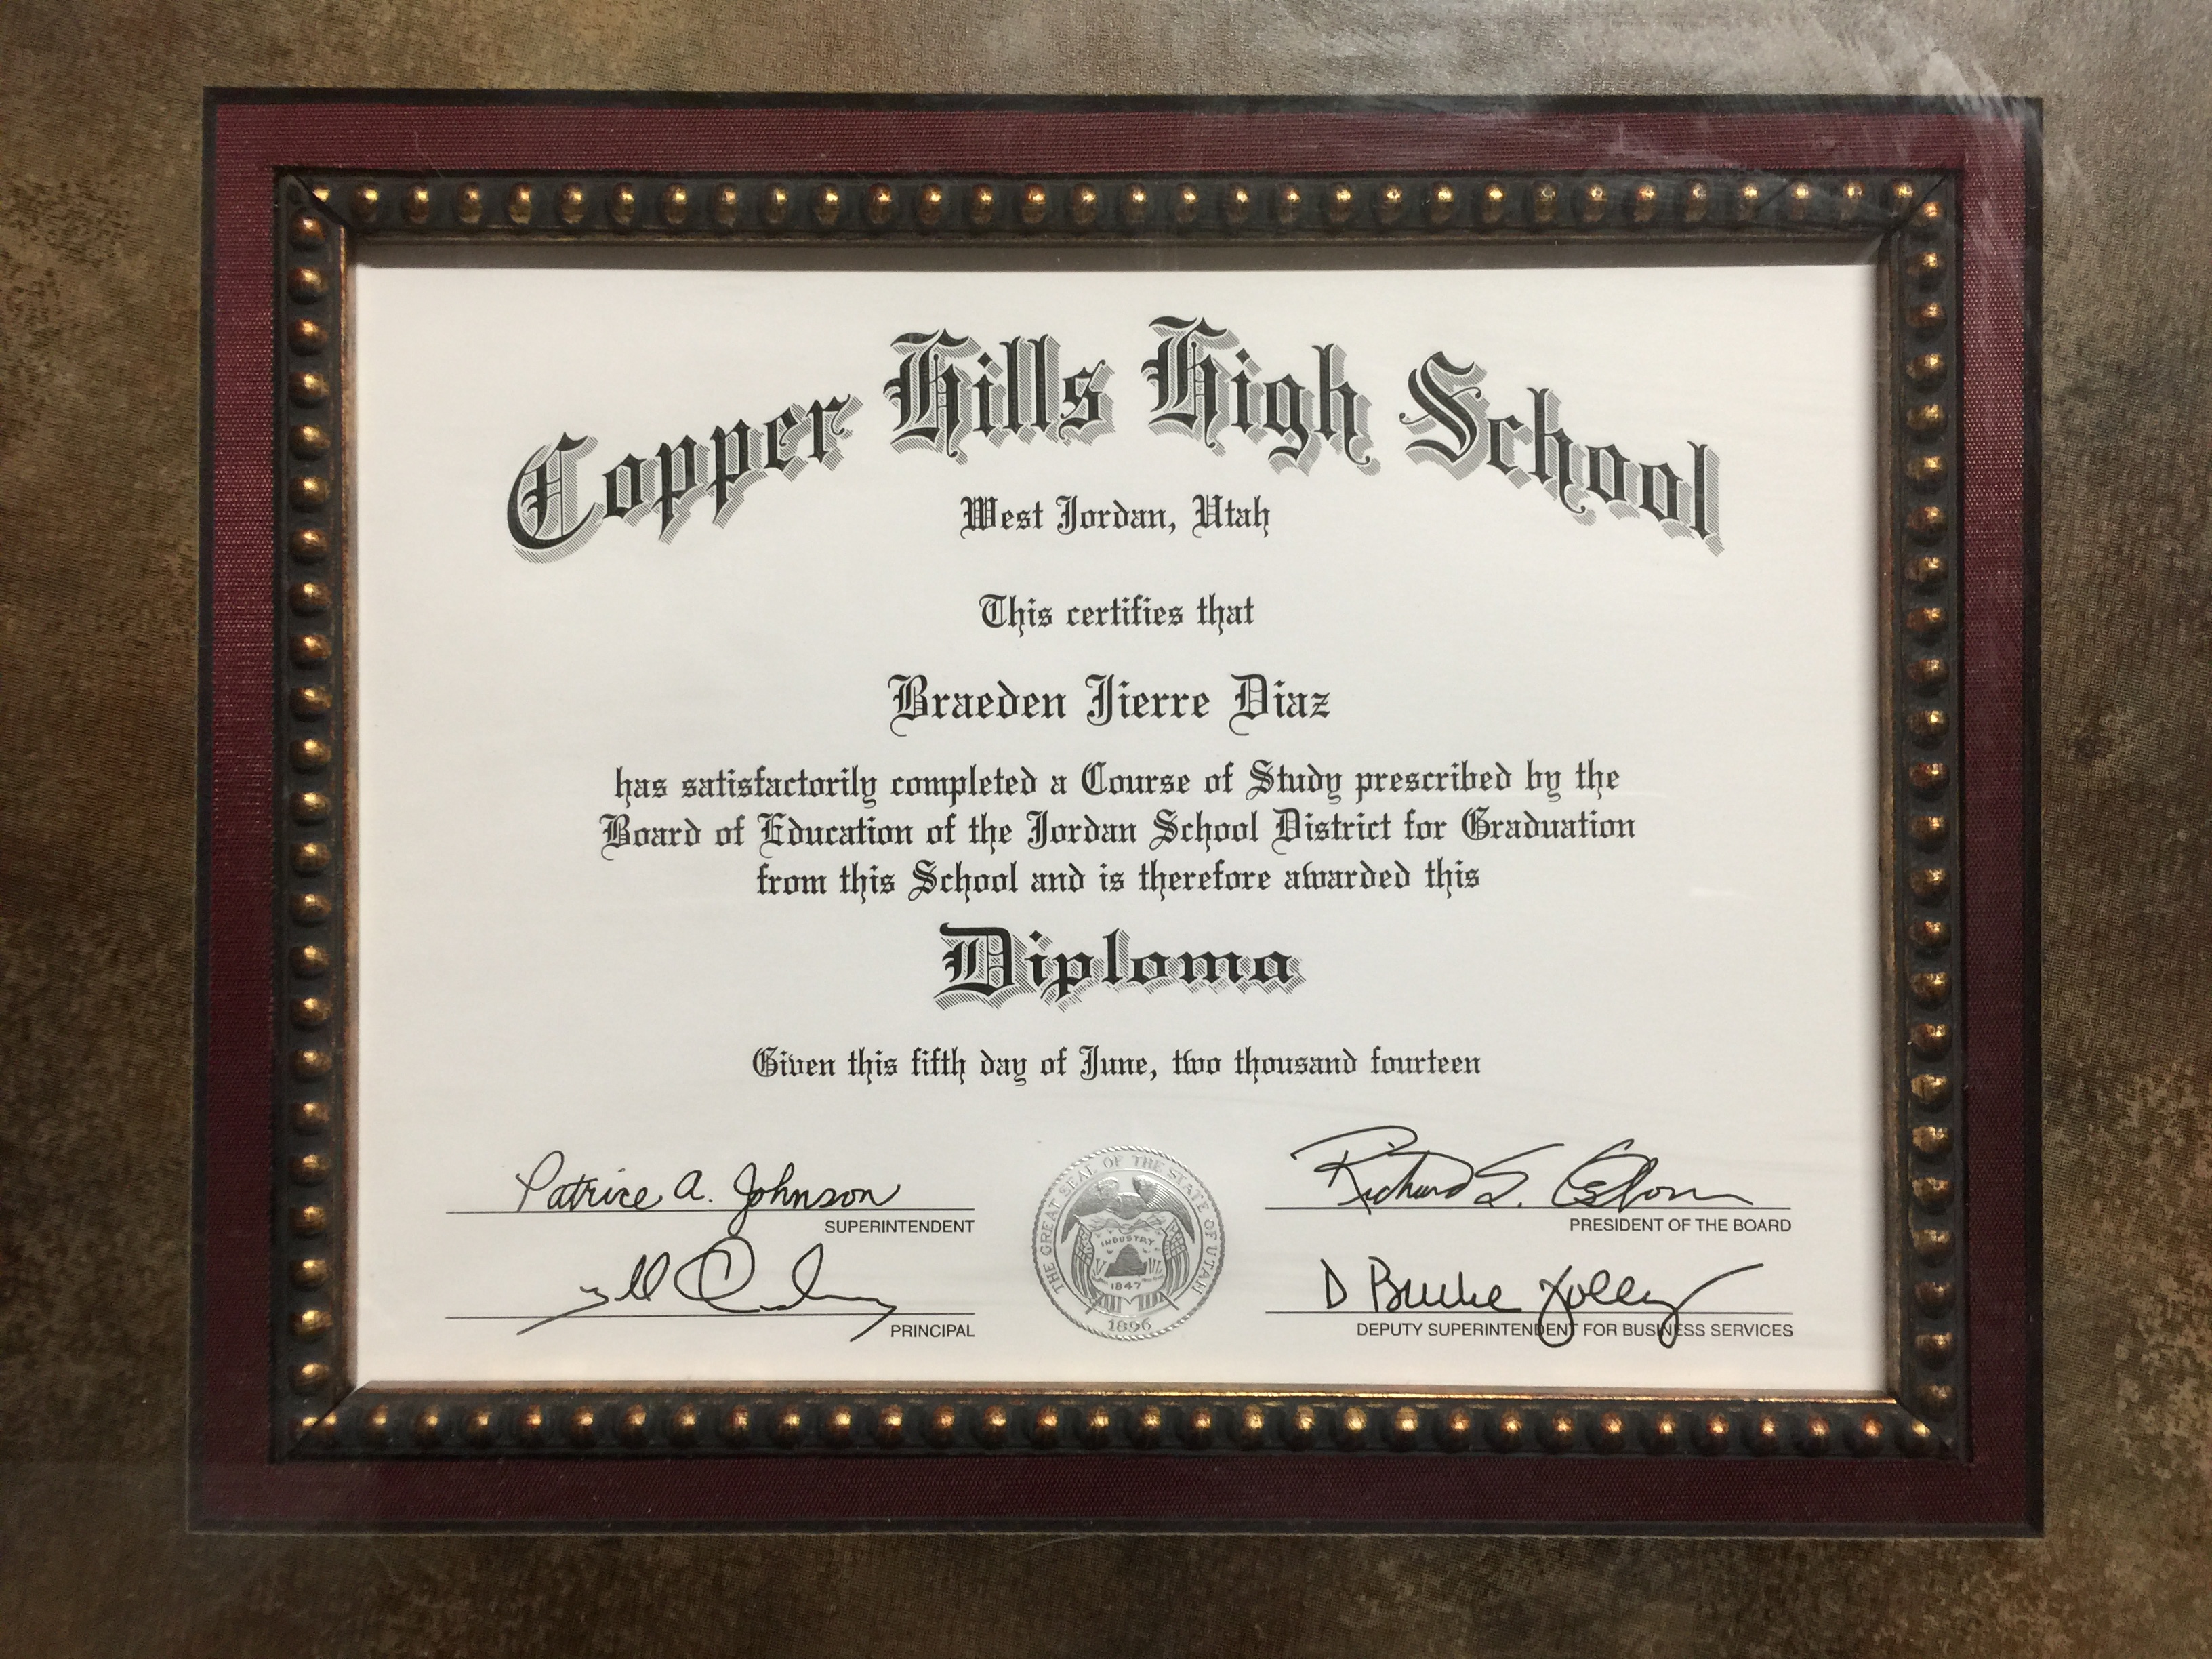 Copper Hills High School
West Jordan, Utah
This certifies that
Braeden Jierre Diaz
has satisfactorily completed a Course of Study prescribed by the
Board of Education of the Jordan School District for Graduation
from this School and is therefore awarded this
Diploma
Given this fifth day of June, two thousand fourteen
Patrice A. Johnson
SUPERINTENDENT
Richard S. Osborn
PRESIDENT OF THE BOARD
PRINCIPAL
D Burke Jolley
DEPUTY SUPERINTENDENT FOR BUSINESS SERVICES
THE GREAT SEAL OF THE STATE OF UTAH
INDUSTRY
1847
1896